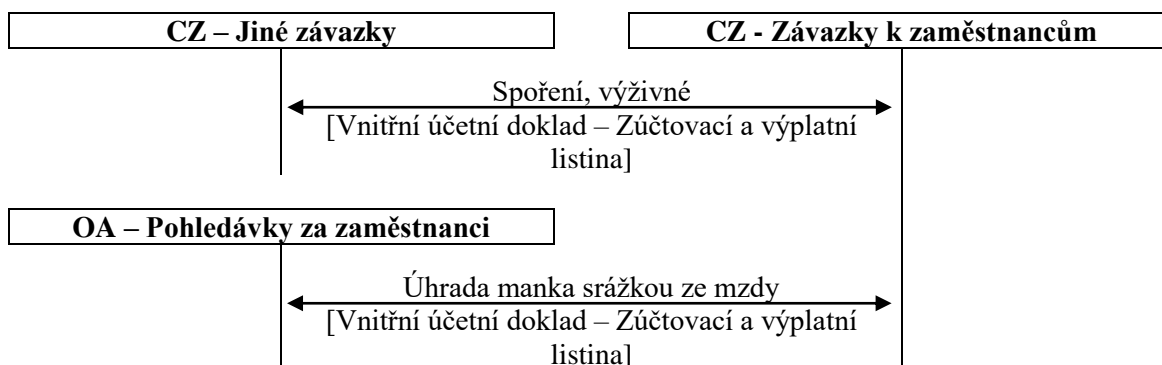 CZ – Jiné závazky
CZ - Závazky k zaměstnancům
Spoření, výživné
[Vnitřní účetní doklad – Zúčtovací a výplatní
listina]
OA – Pohledávky za zaměstnanci
Úhrada manka srážkou ze mzdy
[Vnitřní účetní doklad – Zúčtovací a výplatní
listina]